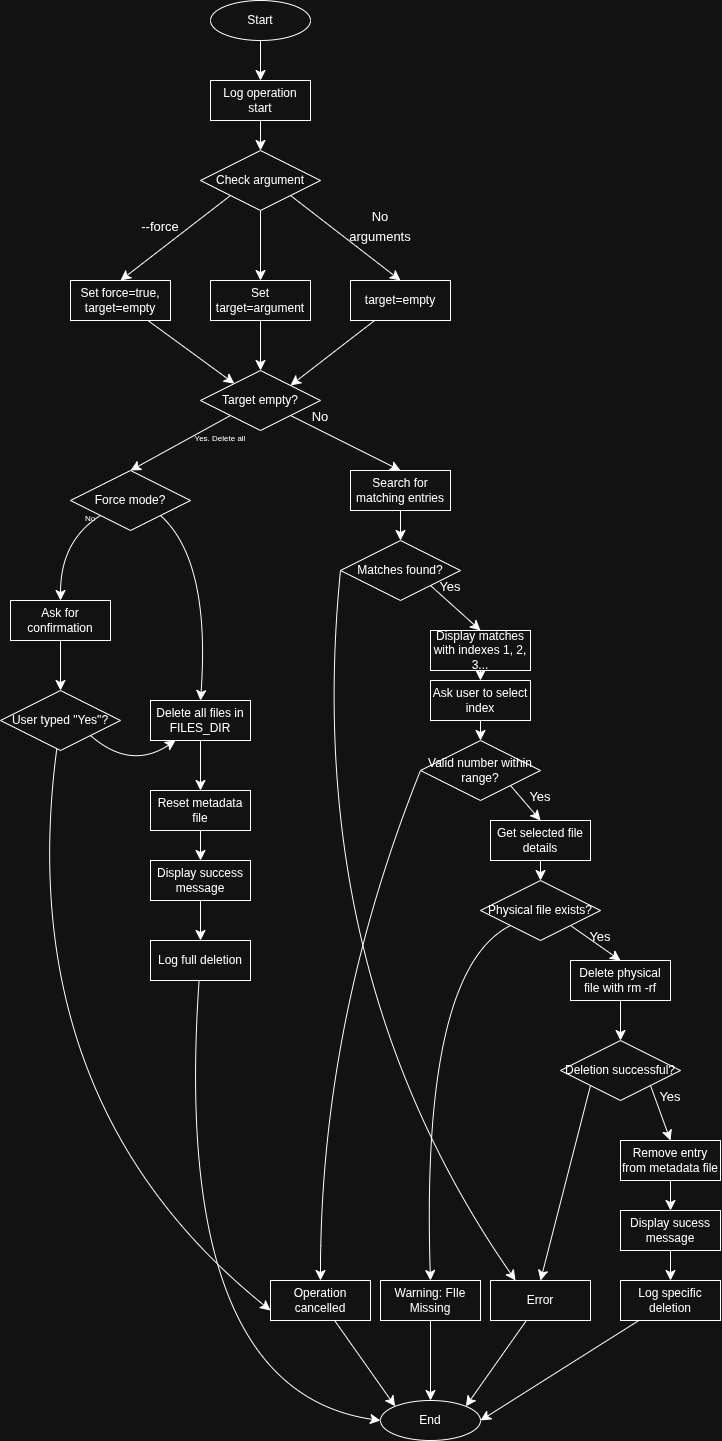 Start
Log operation
start
Check argument
--force
No
arguments
Set force=true,
target=empty
Set
target=argument
target=empty
Target empty?
No
Yes. Delete all
Force mode?
Search for
matching entries
No
Matches found?
Yes
Ask for
confirmation
Display matches
with indexes 1, 2,
3...
Ask user to select
index
User typed "Yes"?
Delete all files in
FILES_DIR
Valid number within
range?
Yes
Reset metadata
file
Get selected file
details
Display success
message
Physical file exists?
Yes
Log full deletion
Delete physical
file with rm -rf
Deletion successful?
Yes
Remove entry
from metadata file
Display sucess
message
Operation
cancelled
Warning: FIle
Missing
Error
Log specific
deletion
End